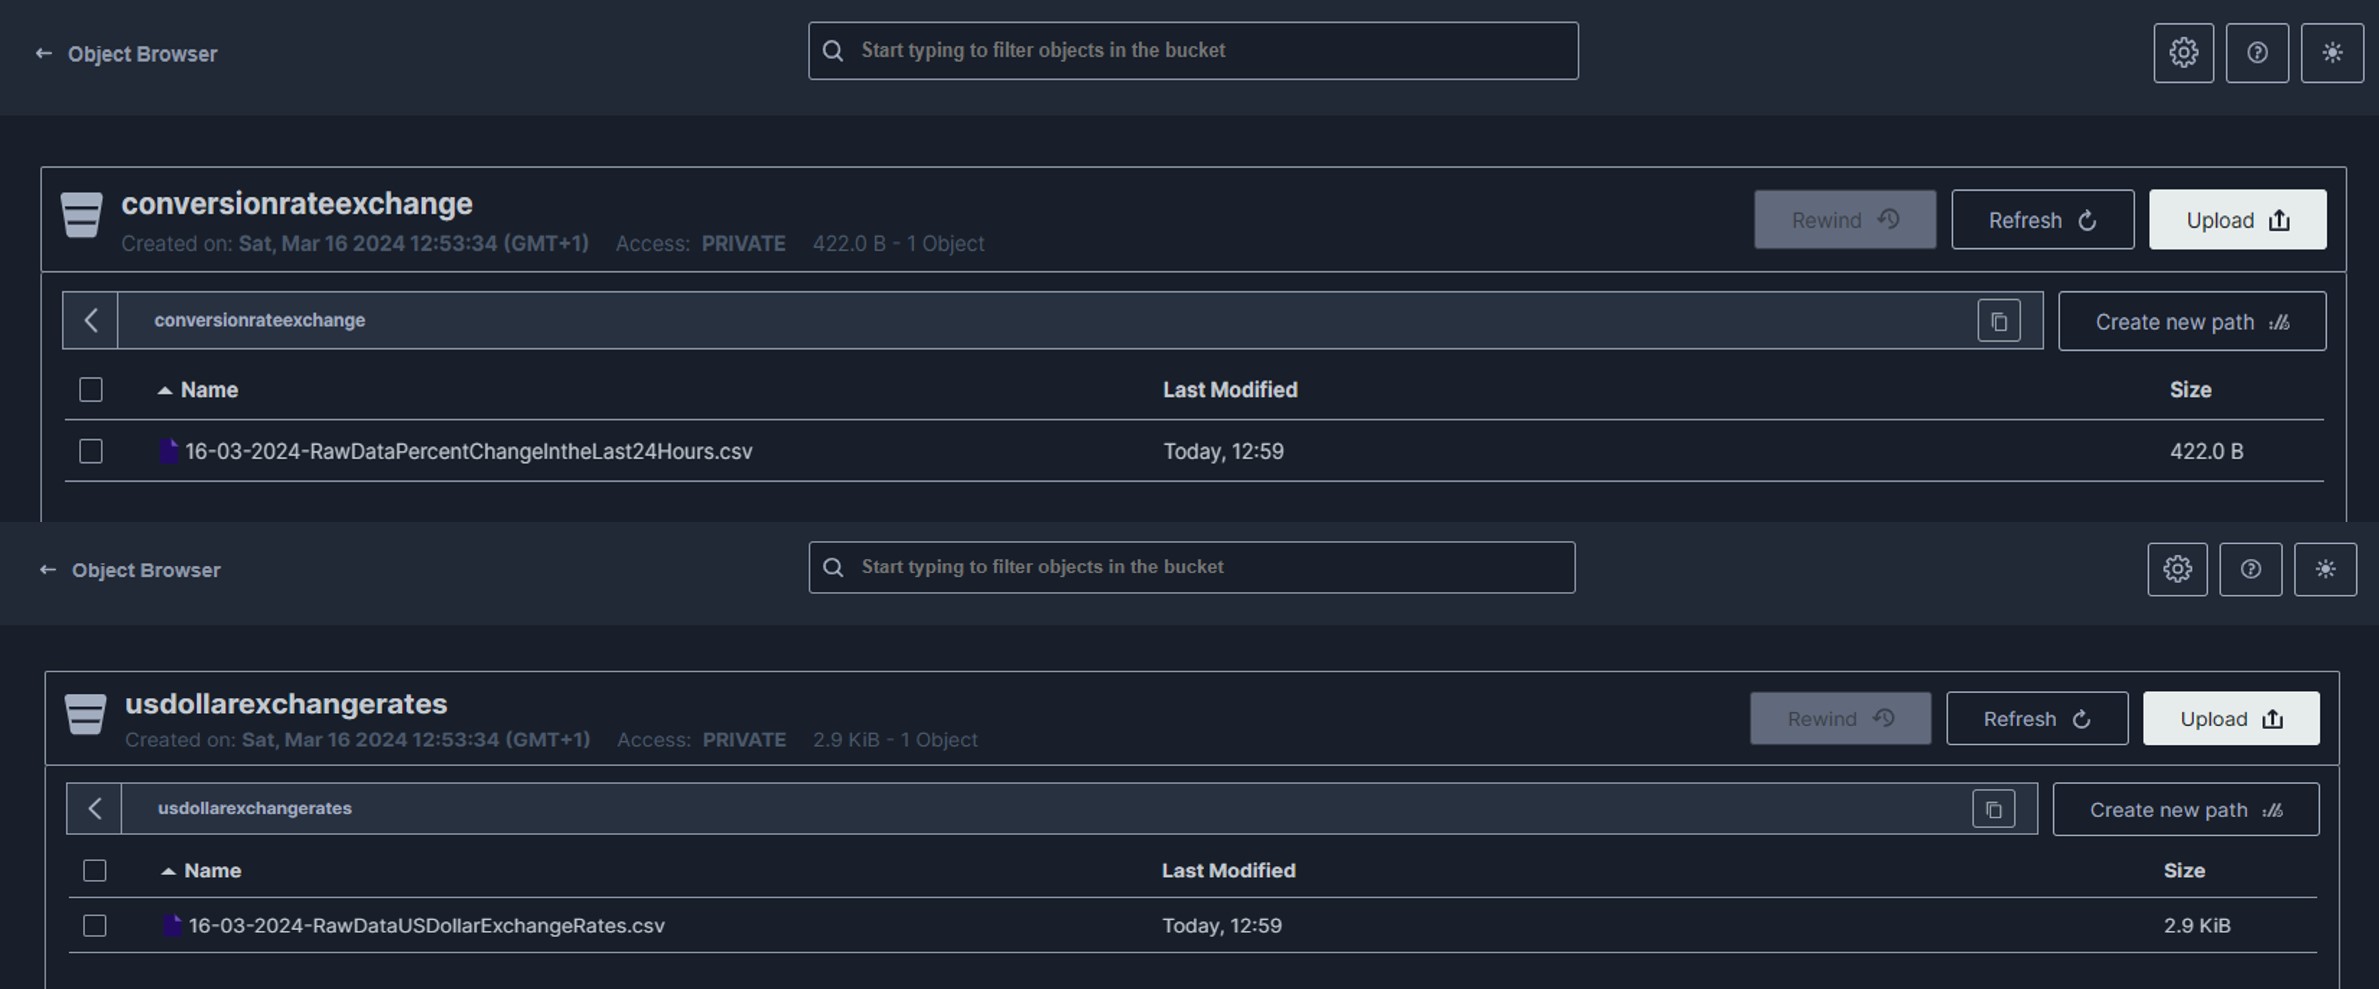 Object Browser
Start typing to filter objects in the bucket
conversionrateexchange
Created on: Sat, Mar 16 2024 12:53:34 (GMT+1) Access: PRIVATE 422.0 B - 1 Object
Rewind Refresh Upload
conversionrateexchange
Create new path
Name Last Modified Size
16-03-2024-RawDataPercentChangeIntheLast24Hours.csv Today, 12:59 422.0 B
Object Browser
Start typing to filter objects in the bucket
usdollarexchangerates
Created on: Sat, Mar 16 2024 12:53:34 (GMT+1) Access: PRIVATE 2.9 KiB - 1 Object
Rewind Refresh Upload
usdollarexchangerates
Create new path
Name Last Modified Size
16-03-2024-RawDataUSDollarExchangeRates.csv Today, 12:59 2.9 KiB